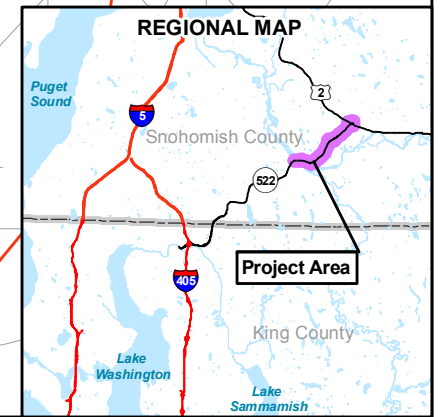 REGIONAL MAP
Puget
Sound
2
5
Snohomish County
522
Project Area
405
King County
Lake
Washington
Lake
Sammamish